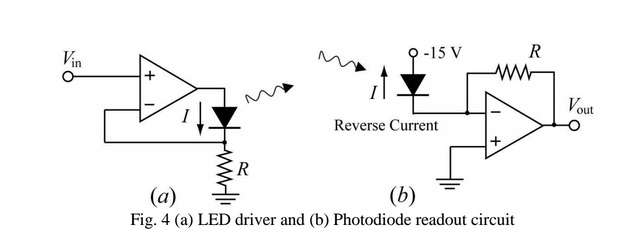 Vin
+
−
I
R
(a)
-15 V
I
Reverse Current
R
−
+
Vout
(b)
Fig. 4 (a) LED driver and (b) Photodiode readout circuit